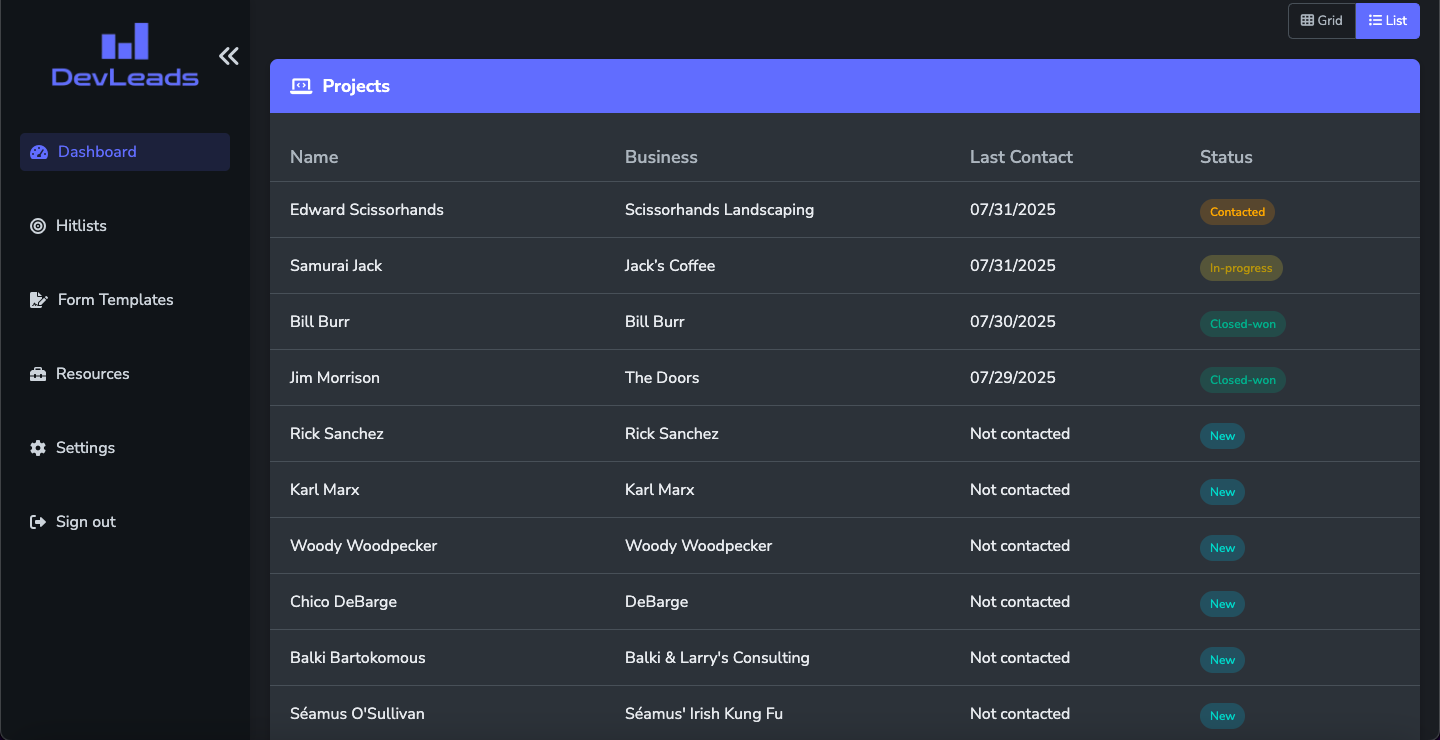 Grid List
DevLeads
Projects
Dashboard
Name Business Last Contact Status
Edward Scissorhands Scissorhands Landscaping 07/31/2025 Contacted
Hitlists
Samurai Jack Jack's Coffee 07/31/2025 In-progress
Form Templates
Bill Burr Bill Burr 07/30/2025 Closed-won
Resources
Jim Morrison The Doors 07/29/2025 Closed-won
Settings
Rick Sanchez Rick Sanchez Not contacted New
Karl Marx Karl Marx Not contacted New
Sign out
Woody Woodpecker Woody Woodpecker Not contacted New
Chico DeBarge DeBarge Not contacted New
Balki Bartokomous Balki & Larry's Consulting Not contacted New
Séamus O'Sullivan Séamus' Irish Kung Fu Not contacted New